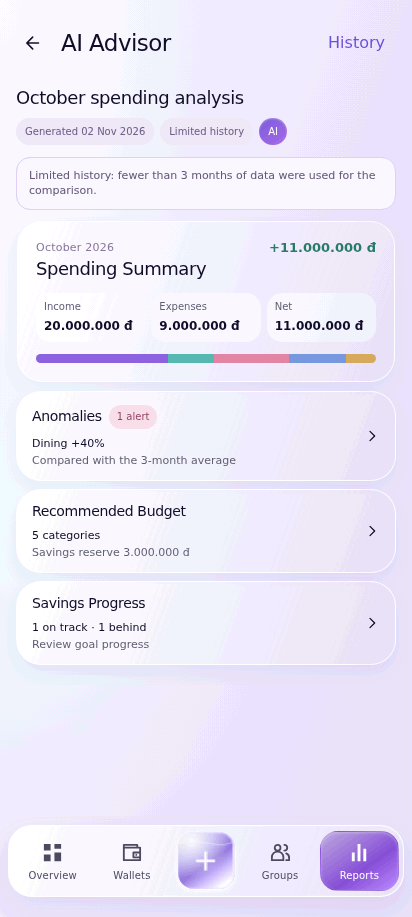 AI Advisor
History
October spending analysis
Generated 02 Nov 2026
Limited history
AI
Limited history: fewer than 3 months of data were used for the
comparison.
October 2026
+11.000.000 đ
Spending Summary
Income
Expenses
Net
20.000.000 đ
9.000.000 đ
11.000.000 đ
Anomalies
1 alert
Dining +40%
Compared with the 3-month average
Recommended Budget
5 categories
Savings reserve 3.000.000 đ
Savings Progress
1 on track · 1 behind
Review goal progress
Overview
Wallets
Groups
Reports